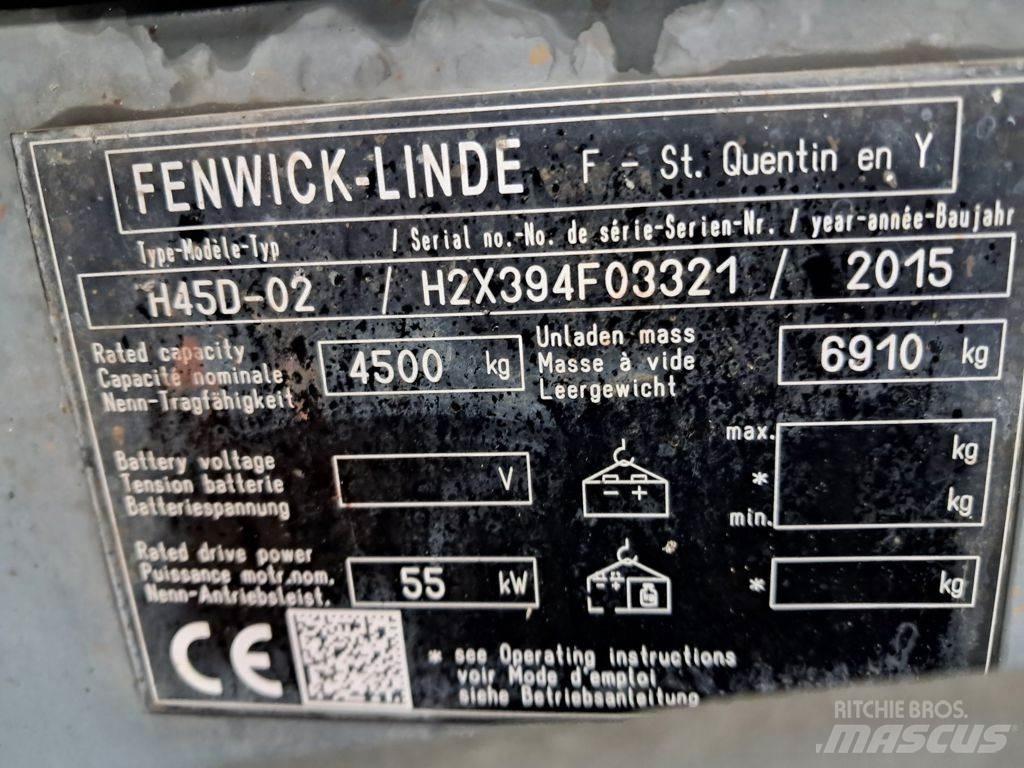 FENWICK-LINDE F - St. Quentin en Y
Type-Modèle-Typ / Serial no.-No. de série-Serien-Nr. / year-année-Baujahr
H45D-02 / H2X394F03321 / 2015
Rated capacity
Capacité nominale
Nenn-Tragfähigkeit
4500 kg
Unladen mass
Masse à vide
Leergewicht
6910 kg
Battery voltage
Tension batterie
Batteriespannung
V
- +
max. kg
*
min. kg
Rated drive power
Puissance motr.nom.
Nenn-Antriebsleist.
55 kW
* kg
CE
* see Operating instructions
voir Mode d'emploi
siehe Betriebsanleitung
RITCHIE BROS.
MASCUS